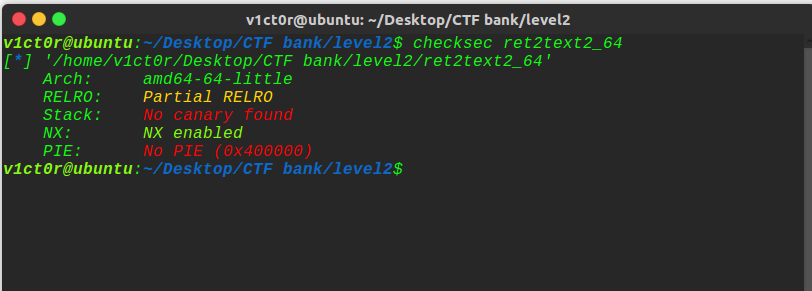 v1ct0r@ubuntu: ~/Desktop/CTF bank/level2
v1ct0r@ubuntu:~/Desktop/CTF bank/level2$ checksec ret2text2_64
[*] '/home/v1ct0r/Desktop/CTF bank/level2/ret2text2_64'
    Arch:     amd64-64-little
    RELRO:    Partial RELRO
    Stack:    No canary found
    NX:       NX enabled
    PIE:      No PIE (0x400000)
v1ct0r@ubuntu:~/Desktop/CTF bank/level2$